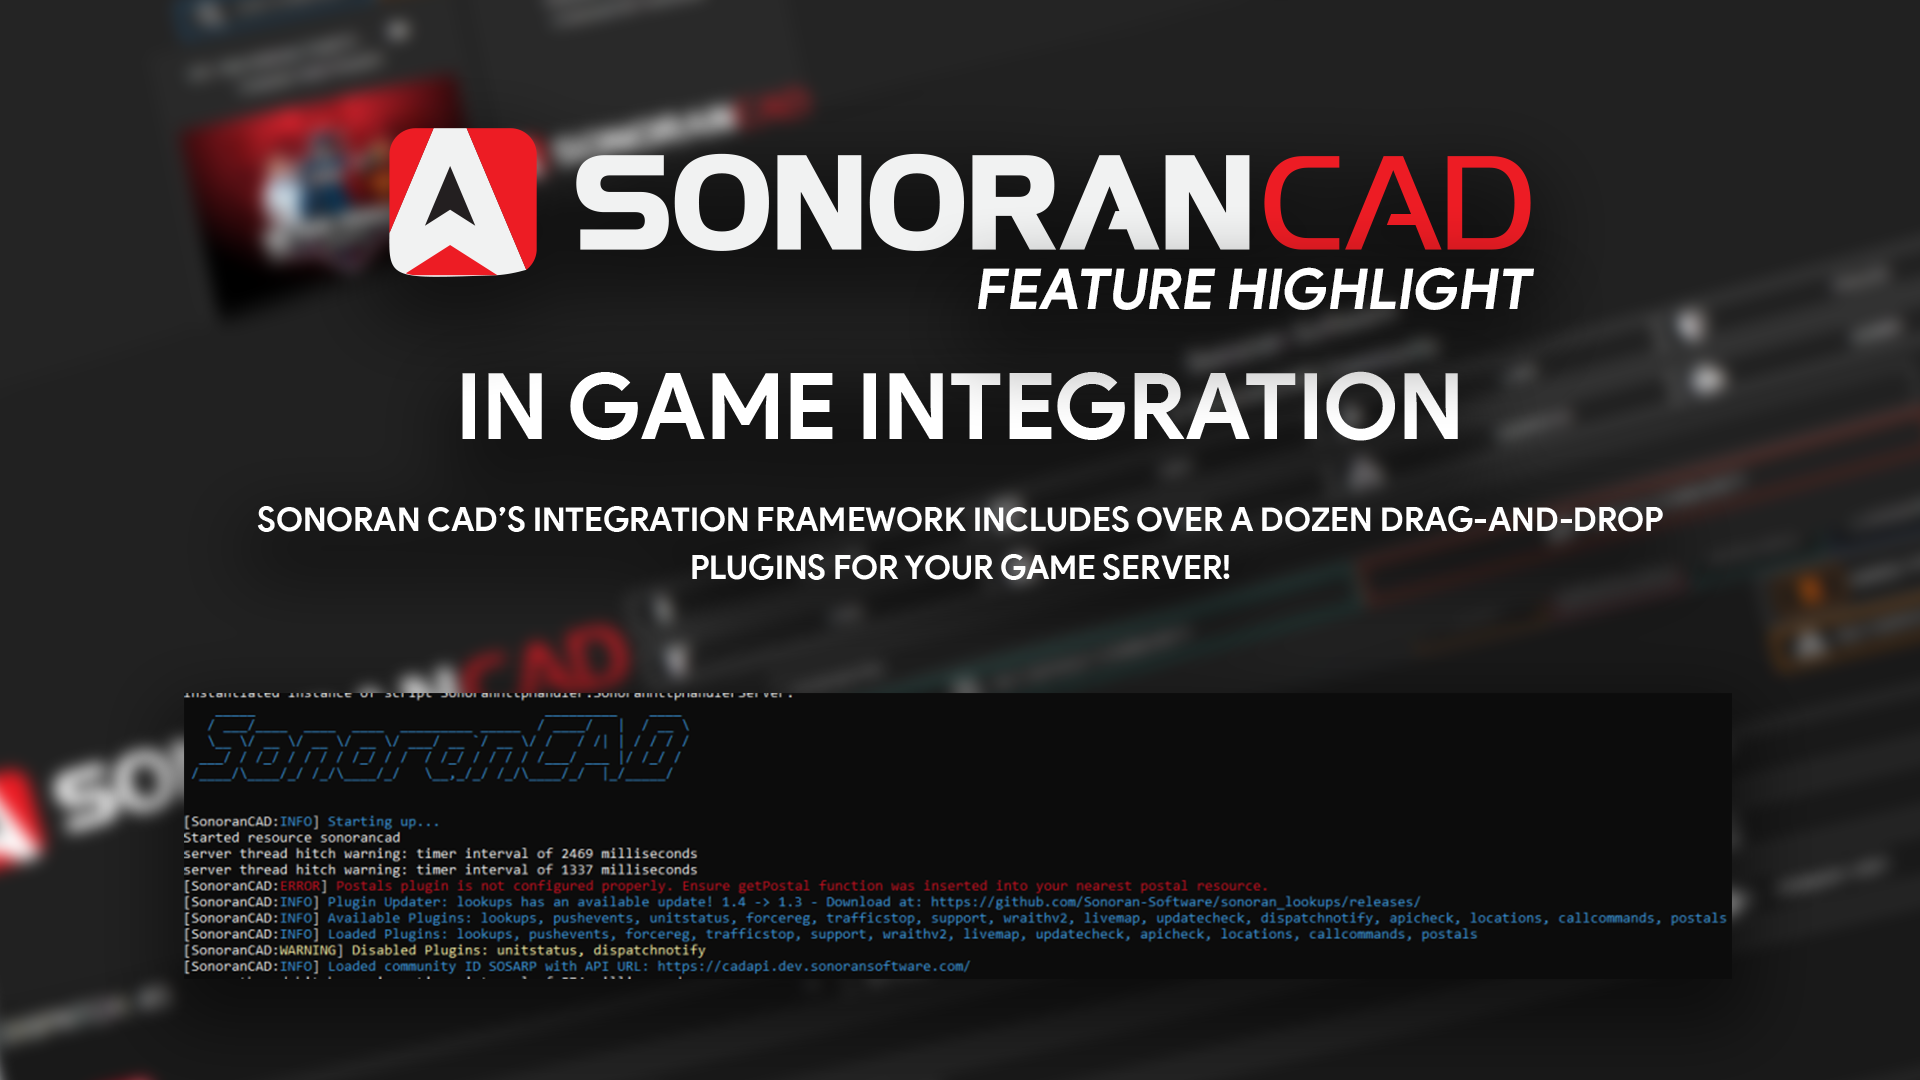 SONORANCAD
FEATURE HIGHLIGHT
IN GAME INTEGRATION
SONORAN CAD'S INTEGRATION FRAMEWORK INCLUDES OVER A DOZEN DRAG-AND-DROP
PLUGINS FOR YOUR GAME SERVER!
SonoranCAD
[SonoranCAD:INFO] Starting up...
Started resource sonorancad
server thread hitch warning: timer interval of 2469 milliseconds
server thread hitch warning: timer interval of 1337 milliseconds
[SonoranCAD:ERROR] Postals plugin is not configured properly. Ensure getPostal function was inserted into your nearest postal resource.
[SonoranCAD:INFO] Plugin Updater: lookups has an available update! 1.4 -> 1.3 - Download at: https://github.com/Sonoran-Software/sonoran_lookups/releases/
[SonoranCAD:INFO] Available Plugins: lookups, pushevents, unitstatus, forcereg, trafficstop, support, wraithv2, livemap, updatecheck, dispatchnotify, apicheck, locations, callcommands, postals
[SonoranCAD:INFO] Loaded Plugins: lookups, pushevents, forcereg, trafficstop, support, wraithv2, livemap, updatecheck, apicheck, locations, callcommands, postals
[SonoranCAD:WARNING] Disabled Plugins: unitstatus, dispatchnotify
[SonoranCAD:INFO] Loaded community ID SOSARP with API URL: https://cadapi.dev.sonoransoftware.com/